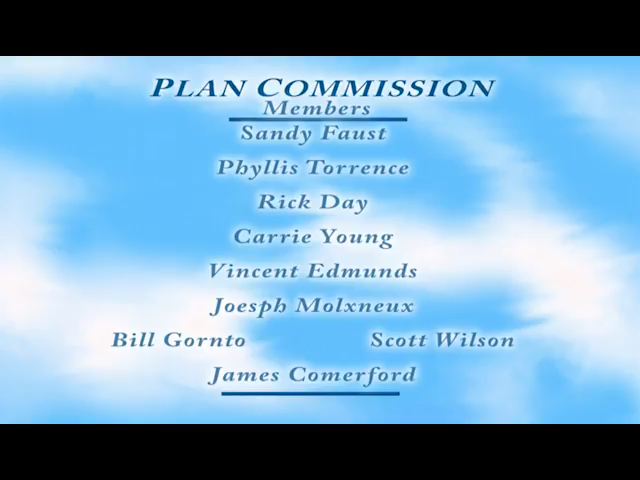 PLAN COMMISSION
Members
Sandy Faust
Phyllis Torrence
Rick Day
Carrie Young
Vincent Edmunds
Joesph Molxneux
Bill Gornto Scott Wilson
James Comerford